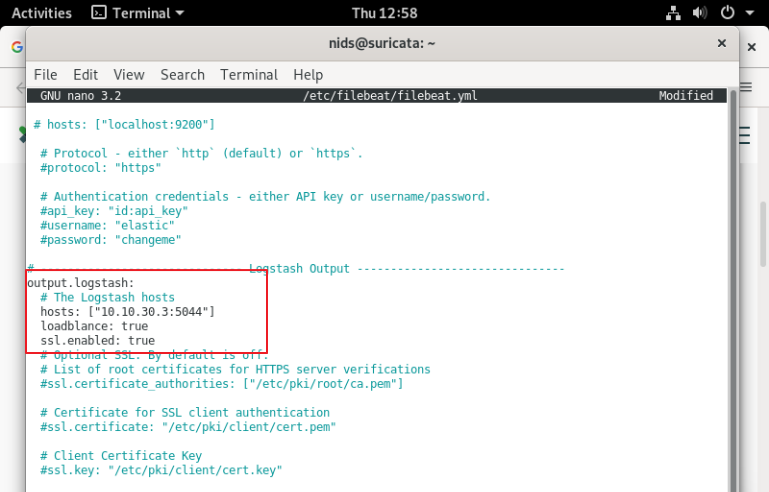 Activities Terminal Thu 12:58
nids@suricata: ~
File Edit View Search Terminal Help
GNU nano 3.2 /etc/filebeat/filebeat.yml Modified
# hosts: ["localhost:9200"]
# Protocol - either `http` (default) or `https`.
#protocol: "https"
# Authentication credentials - either API key or username/password.
#api_key: "id:api_key"
#username: "elastic"
#password: "changeme"
#------------------------------- Logstash Output -------------------------------
output.logstash:
# The Logstash hosts
hosts: ["10.10.30.3:5044"]
loadblance: true
ssl.enabled: true
# Optional SSL. By default is off.
# List of root certificates for HTTPS server verifications
#ssl.certificate_authorities: ["/etc/pki/root/ca.pem"]
# Certificate for SSL client authentication
#ssl.certificate: "/etc/pki/client/cert.pem"
# Client Certificate Key
#ssl.key: "/etc/pki/client/cert.key"